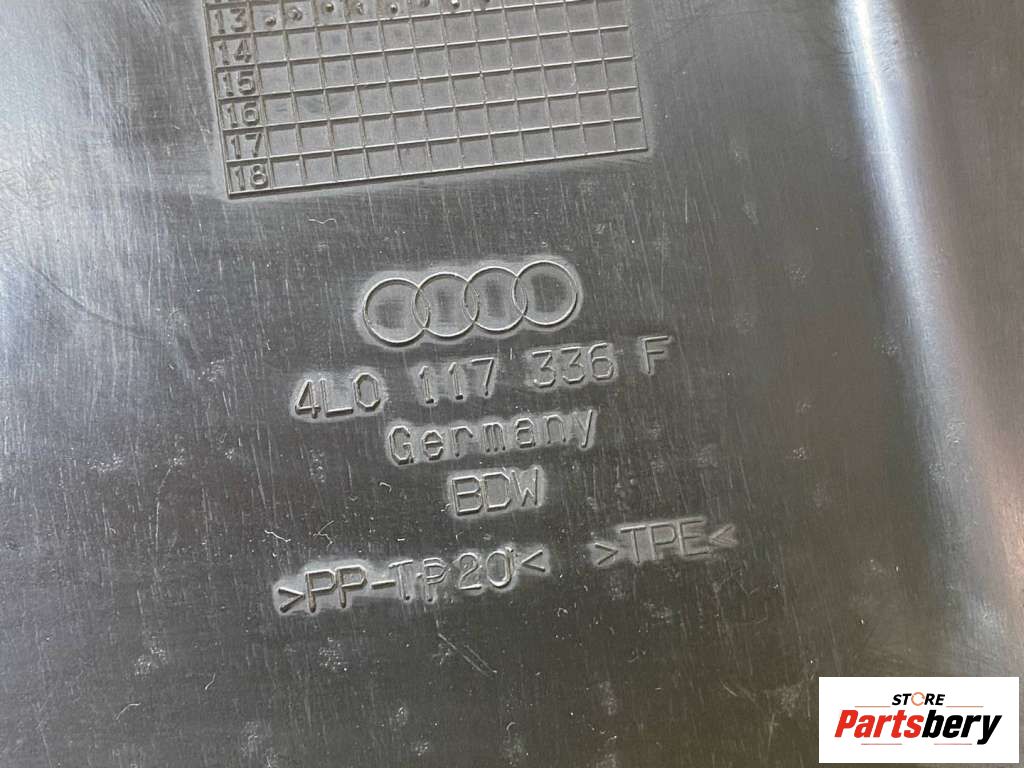 13
14
15
16
17
18
4L0 117 336 F
Germany
BDW
>PP-TP20< >TPE<
STORE
Partsbery